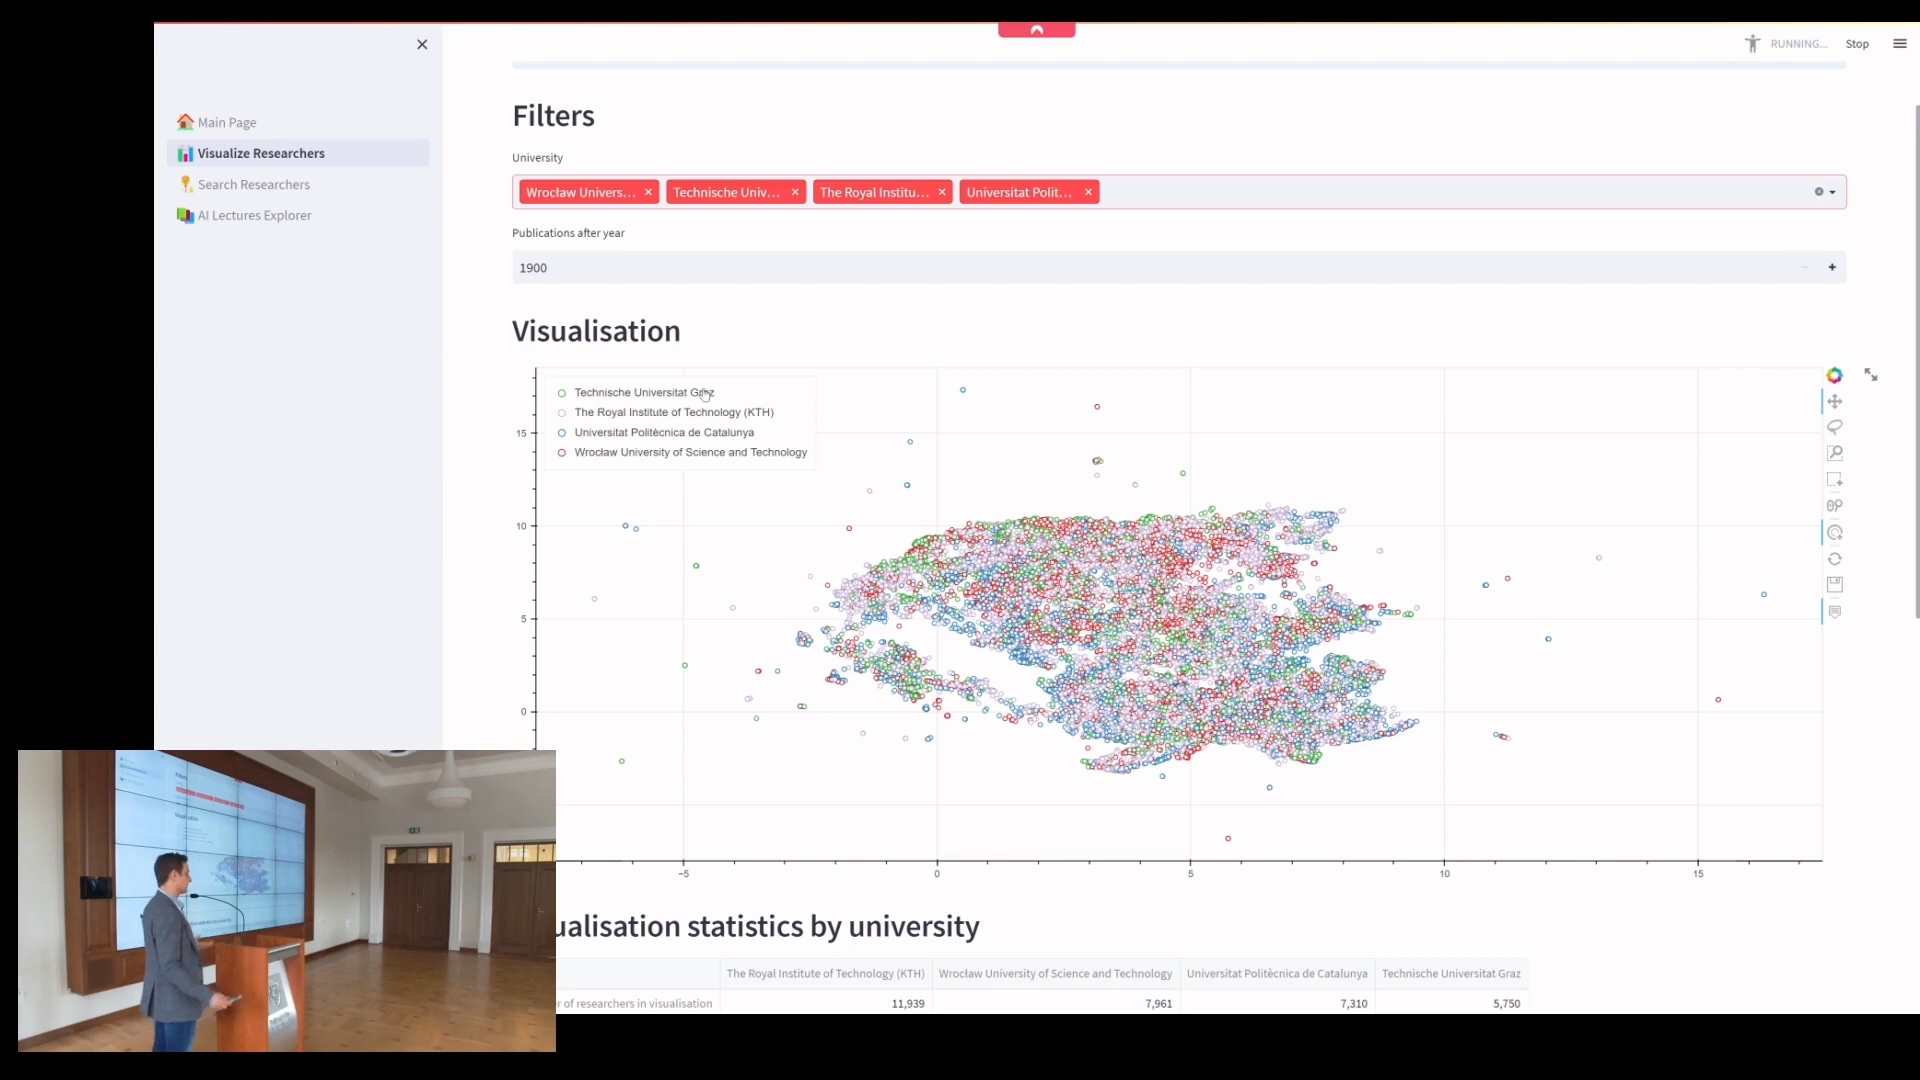 RUNNING...
Stop
Main Page
Visualize Researchers
Search Researchers
AI Lectures Explorer
Filters
University
Wrocław Univers...
Technische Univ...
The Royal Institu...
Universitat Polit...
Publications after year
1900
Visualisation
Technische Universitat Graz
The Royal Institute of Technology (KTH)
Universitat Politècnica de Catalunya
Wrocław University of Science and Technology
15
10
5
0
−5
0
5
10
15
ualisation statistics by university
The Royal Institute of Technology (KTH)
Wrocław University of Science and Technology
Universitat Politècnica de Catalunya
Technische Universitat Graz
r of researchers in visualisation
11,939
7,961
7,310
5,750